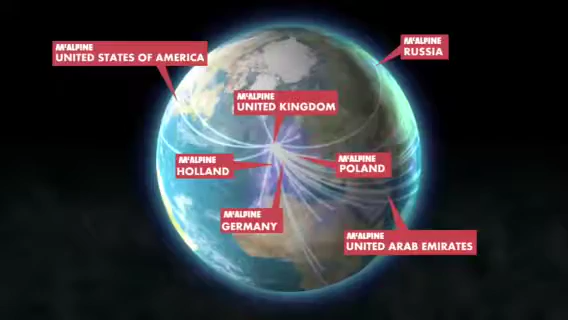 McALPINE
UNITED STATES OF AMERICA
McALPINE
RUSSIA
McALPINE
UNITED KINGDOM
McALPINE
HOLLAND
McALPINE
POLAND
McALPINE
GERMANY
McALPINE
UNITED ARAB EMIRATES